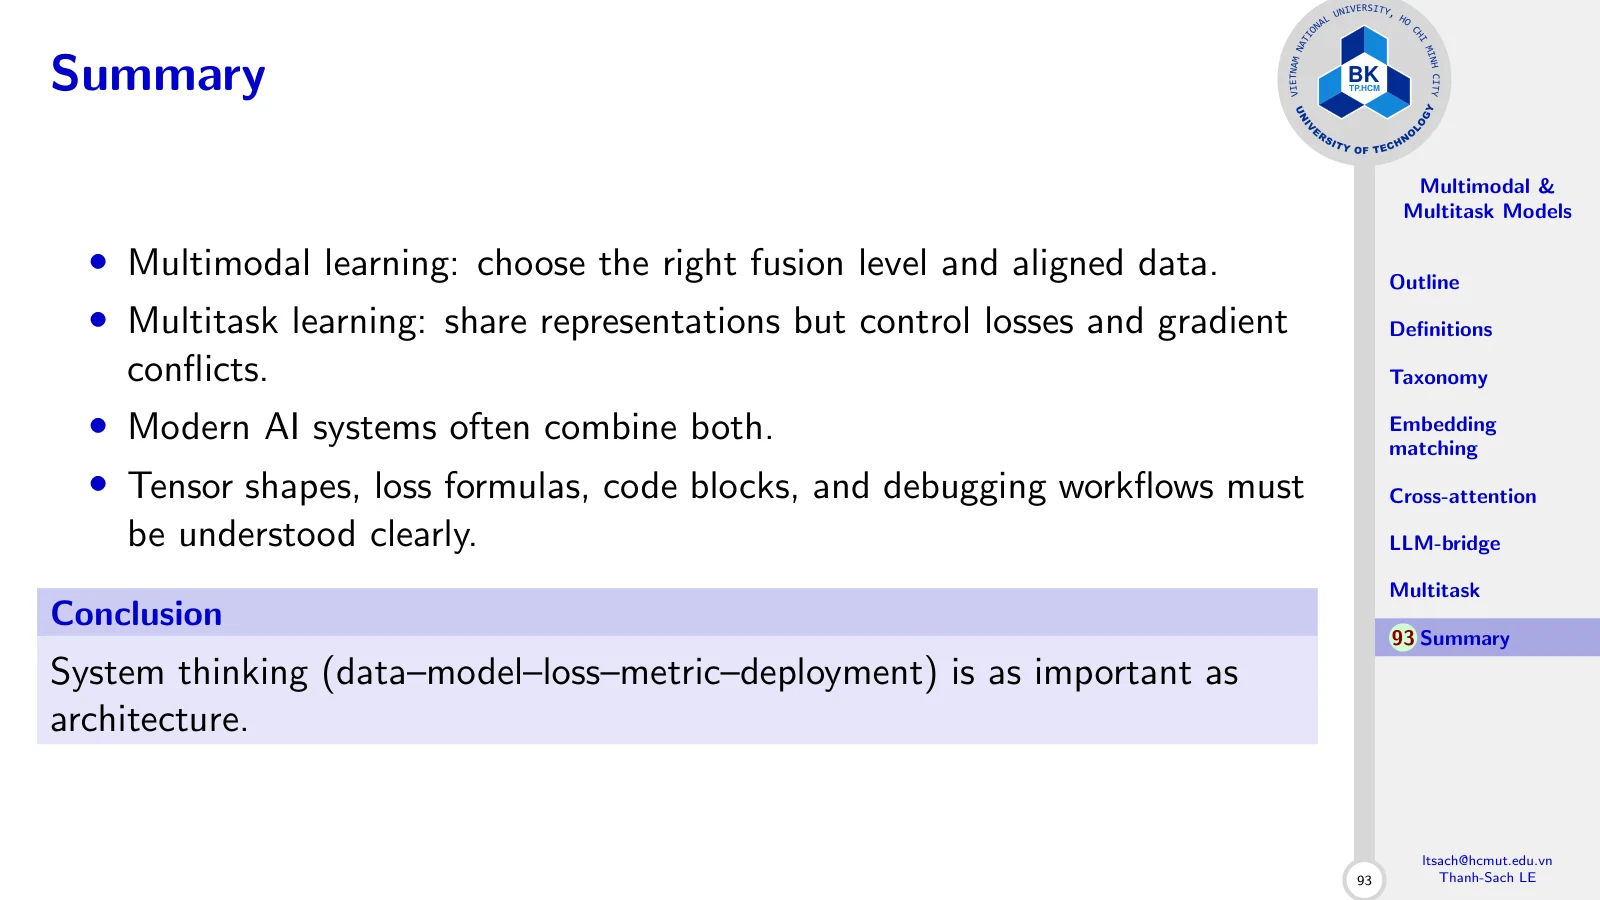 Summary
• Multimodal learning: choose the right fusion level and aligned data.
• Multitask learning: share representations but control losses and gradient
conflicts.
• Modern AI systems often combine both.
• Tensor shapes, loss formulas, code blocks, and debugging workflows must
be understood clearly.
Conclusion
System thinking (data–model–loss–metric–deployment) is as important as
architecture.
VIETNAM NATIONAL UNIVERSITY, HO CHI MINH CITY
BK
TP.HCM
UNIVERSITY OF TECHNOLOGY
Multimodal &
Multitask Models
Outline
Definitions
Taxonomy
Embedding
matching
Cross-attention
LLM-bridge
Multitask
93 Summary
ltsach@hcmut.edu.vn
Thanh-Sach LE
93